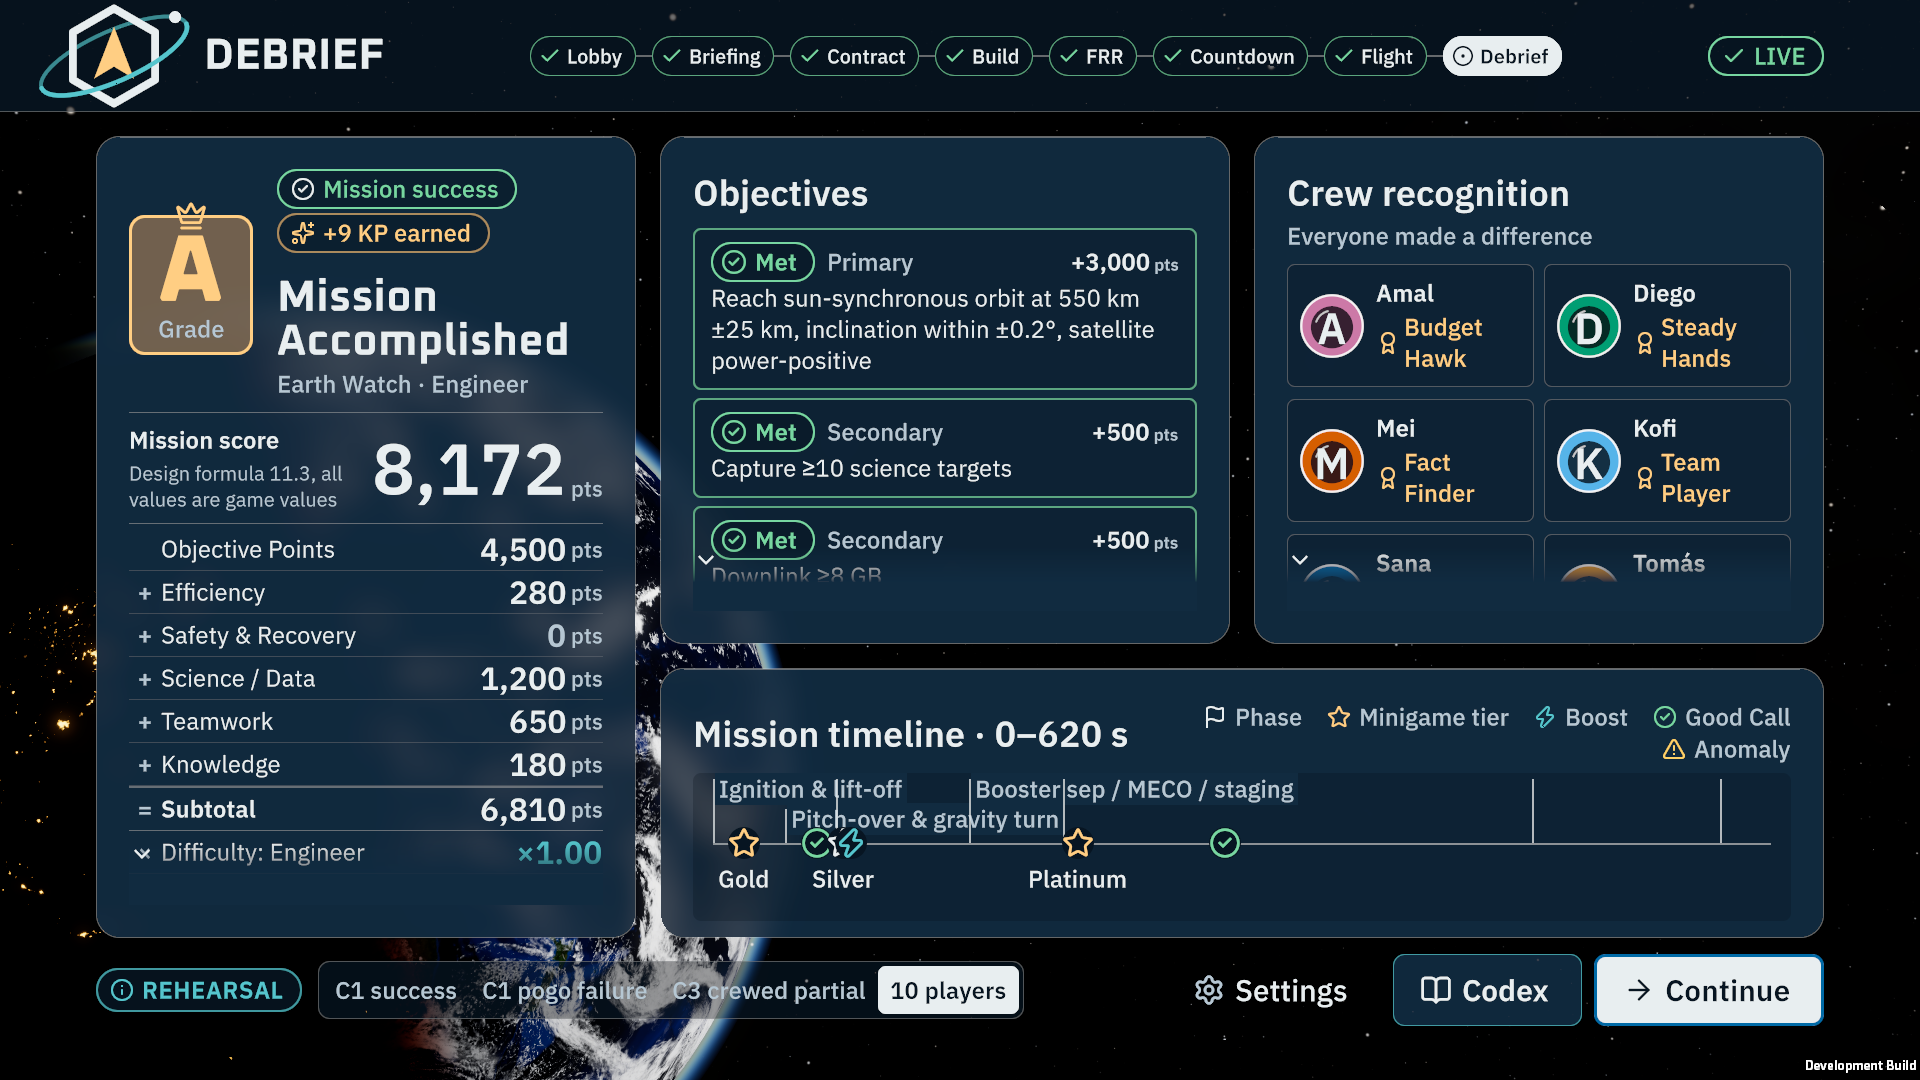 DEBRIEF
Lobby
Briefing
Contract
Build
FRR
Countdown
Flight
Debrief
LIVE
A
Grade
Mission success
+9 KP earned
Mission
Accomplished
Earth Watch · Engineer
Mission score
Design formula 11.3, all
values are game values
8,172 pts
Objective Points 4,500 pts
+ Efficiency 280 pts
+ Safety & Recovery 0 pts
+ Science / Data 1,200 pts
+ Teamwork 650 pts
+ Knowledge 180 pts
= Subtotal 6,810 pts
Difficulty: Engineer ×1.00
Objectives
Met Primary +3,000 pts
Reach sun-synchronous orbit at 550 km
±25 km, inclination within ±0.2°, satellite
power-positive
Met Secondary +500 pts
Capture ≥10 science targets
Met Secondary +500 pts
Downlink ≥8 GB
Crew recognition
Everyone made a difference
A
Amal
Budget
Hawk
D
Diego
Steady
Hands
M
Mei
Fact
Finder
K
Kofi
Team
Player
Sana
Tomás
Mission timeline · 0–620 s
Phase
Minigame tier
Boost
Good Call
Anomaly
Ignition & lift-off
Booster sep / MECO / staging
Pitch-over & gravity turn
Gold
Silver
Platinum
REHEARSAL
C1 success
C1 pogo failure
C3 crewed partial
10 players
Settings
Codex
Continue
Development Build